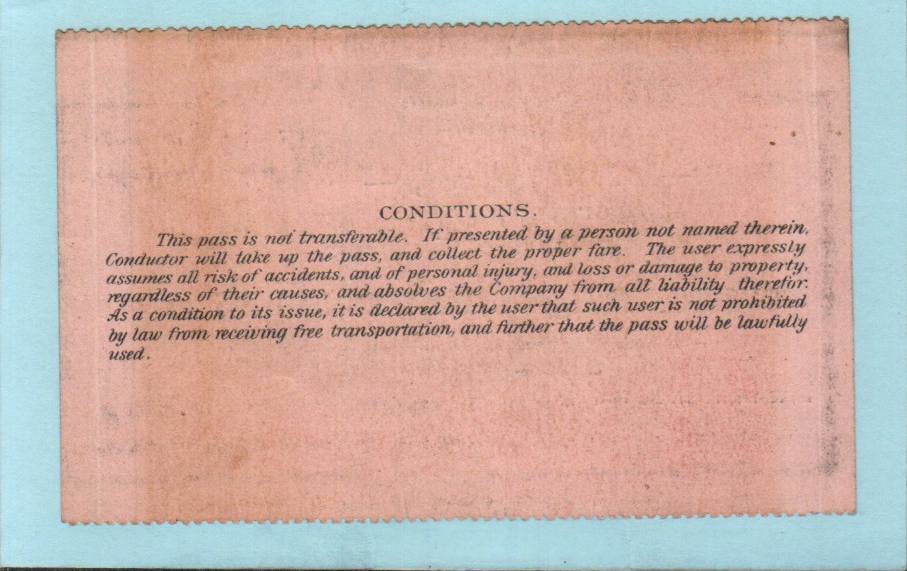 CONDITIONS.
This pass is not transferable. If presented by a person not named therein.
Conductor will take up the pass, and collect the proper fare. The user expressly
assumes all risk of accidents, and of personal injury, and loss or damage to property,
regardless of their causes, and absolves the Company from all liability therefor.
As a condition to its issue, it is declared by the user that such user is not prohibited
by law from receiving free transportation, and further that the pass will be lawfully
used.